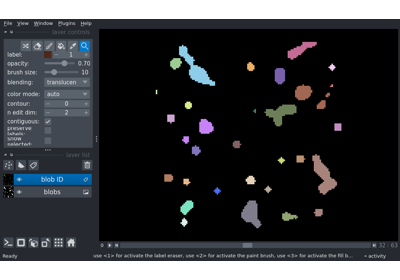 File View Window Plugins Help
layer controls
label: 1
opacity: 0.70
brush size: 10
blending: translucen
color mode: auto
contour: 0
n edit dim: 2
contiguous:
preserve labels:
show selected:
layer list
blob ID
blobs
32 63
Ready use <1> for activate the label eraser, use <2> for activate the paint brush, use <3> for activate the fill b... activity